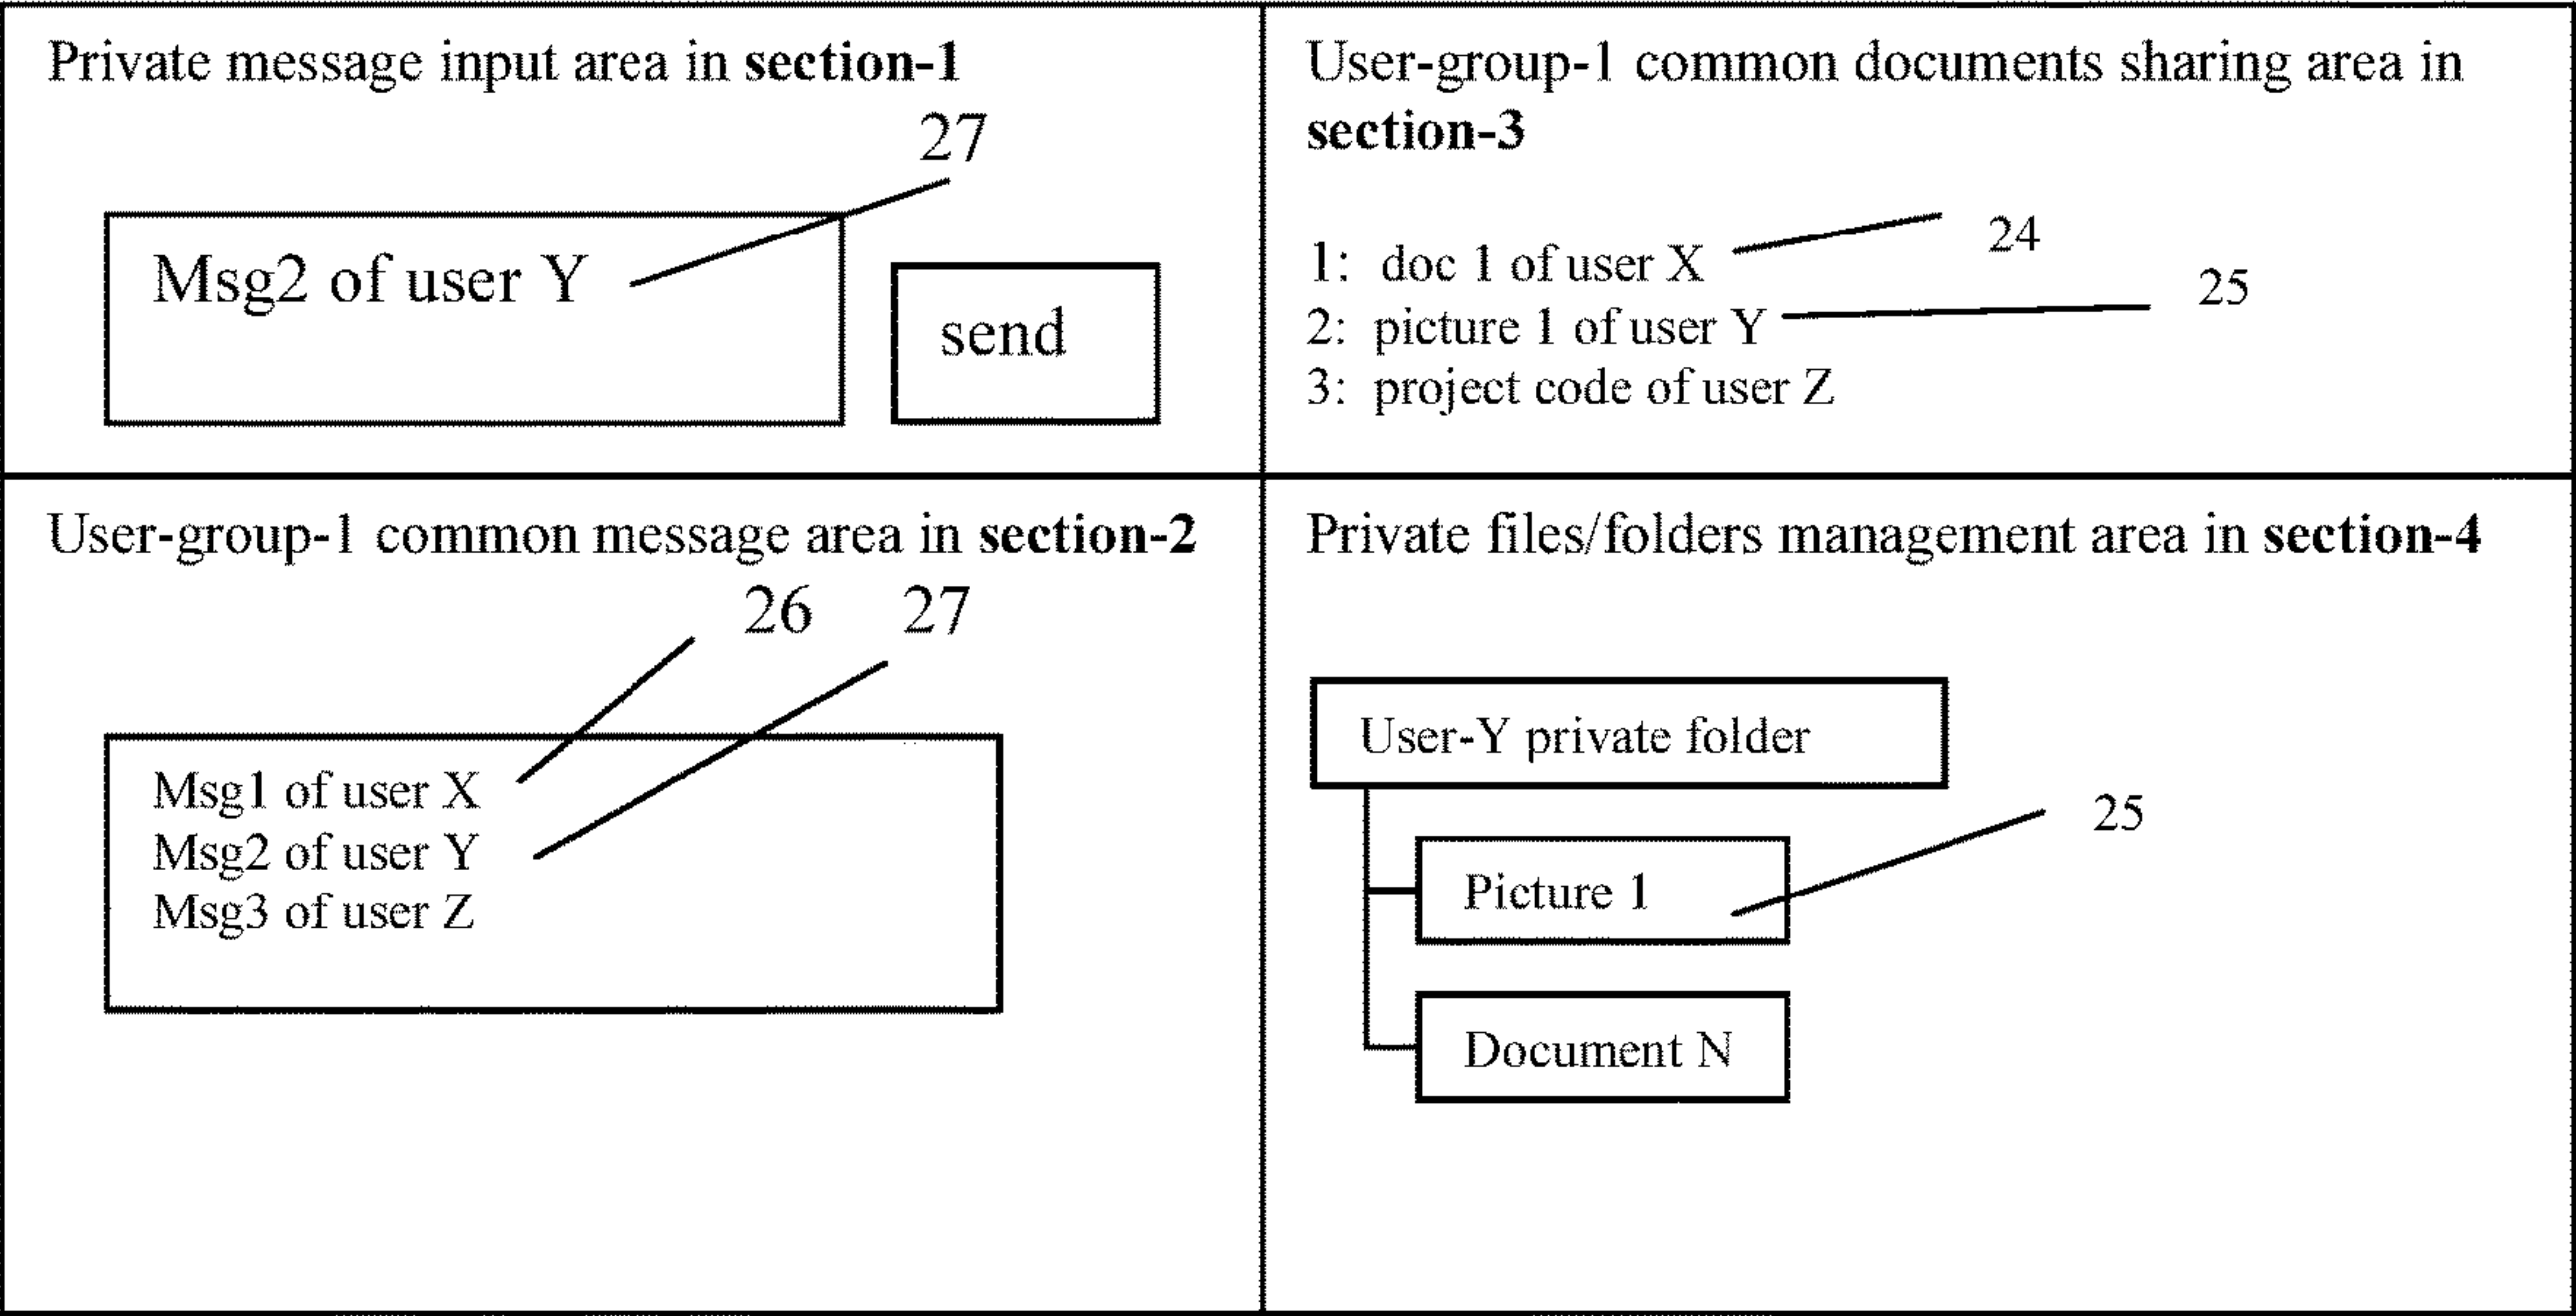 Private message input area in section-1
27
Msg2 of user Y
send
User-group-1 common documents sharing area in
section-3
24
1: doc 1 of user X
25
2: picture 1 of user Y
3: project code of user Z
User-group-1 common message area in section-2
26 27
Msg1 of user X
Msg2 of user Y
Msg3 of user Z
Private files/folders management area in section-4
User-Y private folder
25
Picture 1
Document N